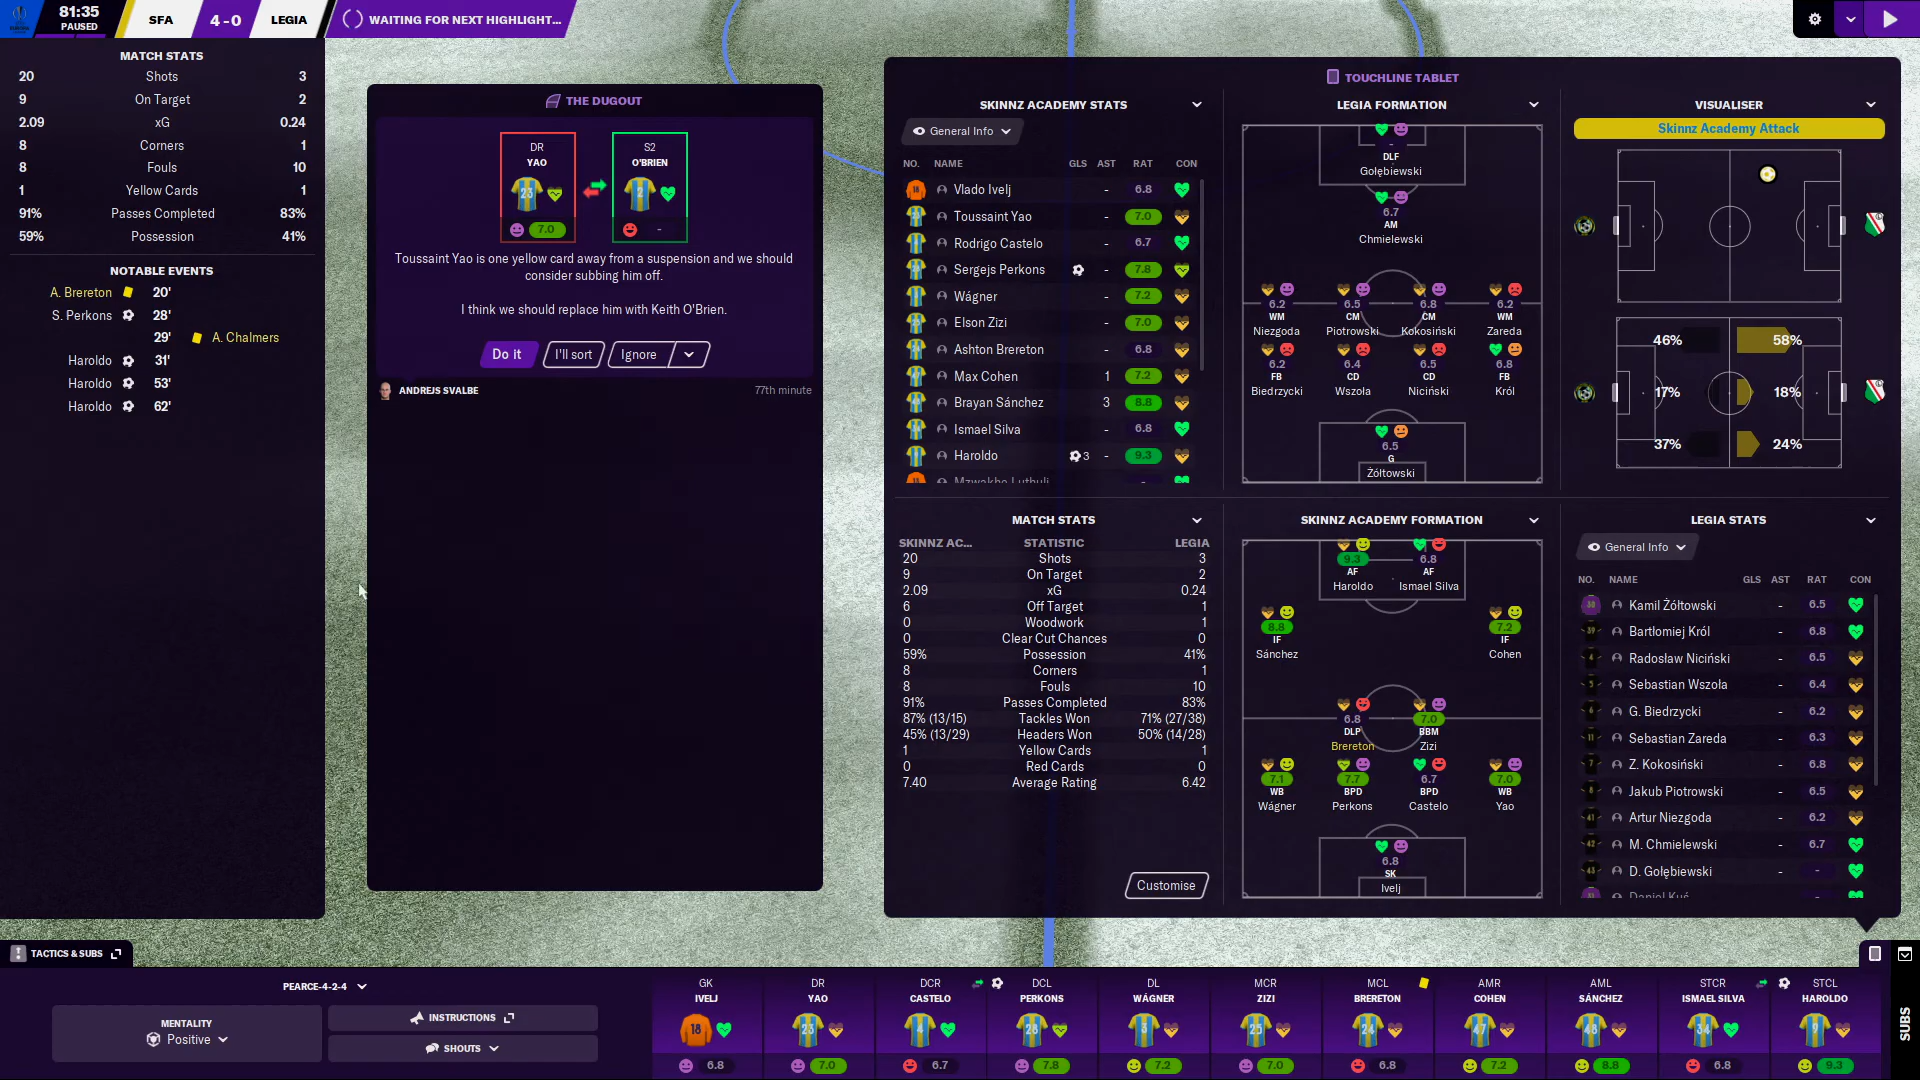 81:35
PAUSED
SFA
4 - 0
LEGIA
WAITING FOR NEXT HIGHLIGHT...
MATCH STATS
20 Shots 3
9 On Target 2
2.09 xG 0.24
8 Corners 1
8 Fouls 10
1 Yellow Cards 1
91% Passes Completed 83%
59% Possession 41%
NOTABLE EVENTS
A. Brereton 20'
S. Perkons 28'
29' A. Chalmers
Haroldo 31'
Haroldo 53'
Haroldo 62'
THE DUGOUT
DR S2
YAO O'BRIEN
23 2
7.0 -
Toussaint Yao is one yellow card away from a suspension and we should
consider subbing him off.
I think we should replace him with Keith O'Brien.
Do it I'll sort Ignore
ANDREJS SVALBE 77th minute
TOUCHLINE TABLET
SKINNZ ACADEMY STATS
General Info
NO. NAME GLS AST RAT CON
Vlado Ivelj - 6.8
Toussaint Yao - 7.0
Rodrigo Castelo - 6.7
Sergejs Perkons - 7.8
Wágner - 7.2
Elson Zizi - 7.0
Ashton Brereton - 6.8
Max Cohen 1 7.2
Brayan Sánchez 3 8.8
Ismael Silva - 6.8
Haroldo 3 - 9.3
Mzwakhe Luthuli -
LEGIA FORMATION
-
DLF
Gołębiewski
6.7
AM
Chmielewski
6.2 6.5 6.8 6.2
WM CM CM WM
Niezgoda Piotrowski Kokosiński Zareda
6.2 6.4 6.5 6.8
FB CD CD FB
Biedrzycki Wszoła Niciński Król
6.5
G
Żółtowski
VISUALISER
Skinnz Academy Attack
46% 58%
17% 18%
37% 24%
MATCH STATS
SKINNZ AC... STATISTIC LEGIA
20 Shots 3
9 On Target 2
2.09 xG 0.24
6 Off Target 1
0 Woodwork 1
0 Clear Cut Chances 0
59% Possession 41%
8 Corners 1
8 Fouls 10
91% Passes Completed 83%
87% (13/15) Tackles Won 71% (27/38)
45% (13/29) Headers Won 50% (14/28)
1 Yellow Cards 1
0 Red Cards 0
7.40 Average Rating 6.42
Customise
SKINNZ ACADEMY FORMATION
9.3 6.8
AF AF
Haroldo Ismael Silva
8.8 7.2
IF IF
Sánchez Cohen
6.8 7.0
DLP BBM
Brereton Zizi
7.1 7.7 6.7 7.0
WB BPD BPD WB
Wágner Perkons Castelo Yao
6.8
SK
Ivelj
LEGIA STATS
General Info
NO. NAME GLS AST RAT CON
Kamil Żółtowski - 6.5
39 Bartłomiej Król - 6.8
4 Radosław Niciński - 6.5
5 Sebastian Wszoła - 6.4
6 G. Biedrzycki - 6.2
11 Sebastian Zareda - 6.3
7 Z. Kokosiński - 6.8
8 Jakub Piotrowski - 6.5
41 Artur Niezgoda - 6.2
42 M. Chmielewski - 6.7
43 D. Gołębiewski - -
Daniel Kuś -
TACTICS & SUBS
PEARCE-4-2-4
MENTALITY
Positive
INSTRUCTIONS
SHOUTS
GK DR DCR DCL DL MCR MCL AMR AML STCR STCL
IVELJ YAO CASTELO PERKONS WÁGNER ZIZI BRERETON COHEN SÁNCHEZ ISMAEL SILVA HAROLDO
18 23 4 28 3 25 24 47 48 34 9
6.8 7.0 6.7 7.8 7.2 7.0 6.8 7.2 8.8 6.8 9.3
SUBS